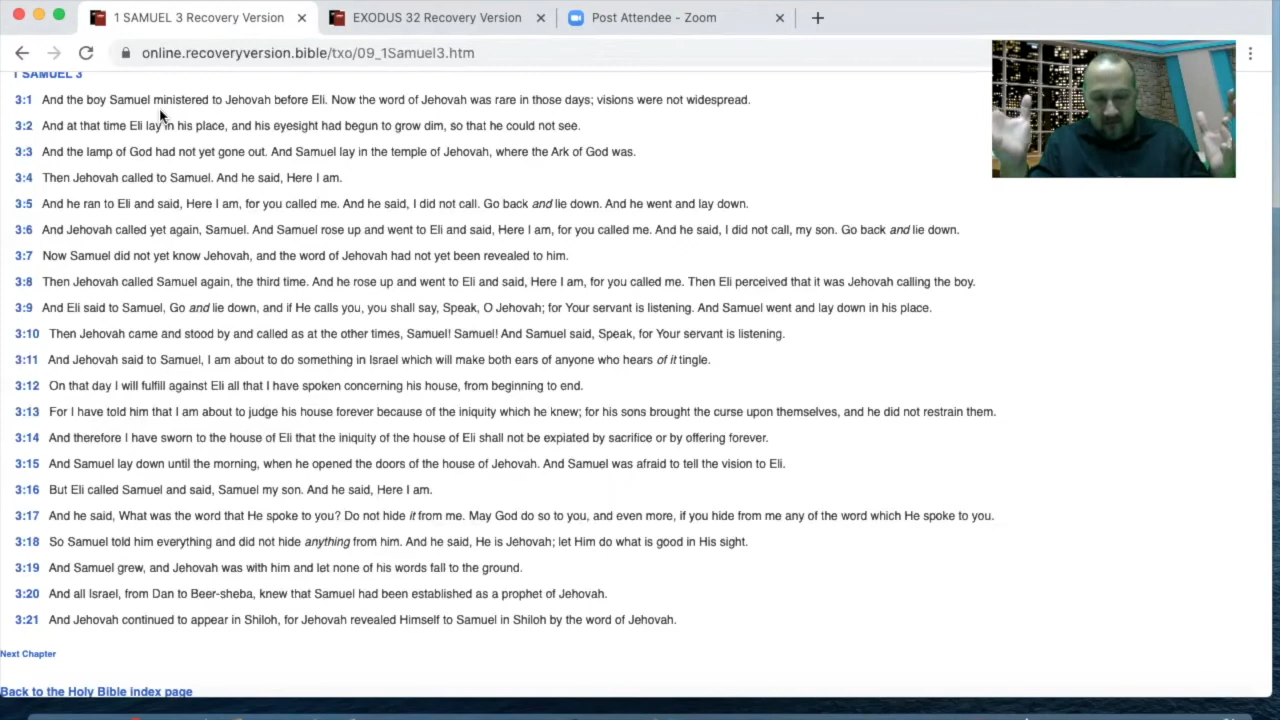 1 SAMUEL 3 Recovery Version
EXODUS 32 Recovery Version
Post Attendee - Zoom
online.recoveryversion.bible/txo/09_1Samuel3.htm
1 SAMUEL 3
3:1 And the boy Samuel ministered to Jehovah before Eli. Now the word of Jehovah was rare in those days; visions were not widespread.
3:2 And at that time Eli lay in his place, and his eyesight had begun to grow dim, so that he could not see.
3:3 And the lamp of God had not yet gone out. And Samuel lay in the temple of Jehovah, where the Ark of God was.
3:4 Then Jehovah called to Samuel. And he said, Here I am.
3:5 And he ran to Eli and said, Here I am, for you called me. And he said, I did not call. Go back and lie down. And he went and lay down.
3:6 And Jehovah called yet again, Samuel. And Samuel rose up and went to Eli and said, Here I am, for you called me. And he said, I did not call, my son. Go back and lie down.
3:7 Now Samuel did not yet know Jehovah, and the word of Jehovah had not yet been revealed to him.
3:8 Then Jehovah called Samuel again, the third time. And he rose up and went to Eli and said, Here I am, for you called me. Then Eli perceived that it was Jehovah calling the boy.
3:9 And Eli said to Samuel, Go and lie down, and if He calls you, you shall say, Speak, O Jehovah; for Your servant is listening. And Samuel went and lay down in his place.
3:10 Then Jehovah came and stood by and called as at the other times, Samuel! Samuel! And Samuel said, Speak, for Your servant is listening.
3:11 And Jehovah said to Samuel, I am about to do something in Israel which will make both ears of anyone who hears of it tingle.
3:12 On that day I will fulfill against Eli all that I have spoken concerning his house, from beginning to end.
3:13 For I have told him that I am about to judge his house forever because of the iniquity which he knew; for his sons brought the curse upon themselves, and he did not restrain them.
3:14 And therefore I have sworn to the house of Eli that the iniquity of the house of Eli shall not be expiated by sacrifice or by offering forever.
3:15 And Samuel lay down until the morning, when he opened the doors of the house of Jehovah. And Samuel was afraid to tell the vision to Eli.
3:16 But Eli called Samuel and said, Samuel my son. And he said, Here I am.
3:17 And he said, What was the word that He spoke to you? Do not hide it from me. May God do so to you, and even more, if you hide from me any of the word which He spoke to you.
3:18 So Samuel told him everything and did not hide anything from him. And he said, He is Jehovah; let Him do what is good in His sight.
3:19 And Samuel grew, and Jehovah was with him and let none of his words fall to the ground.
3:20 And all Israel, from Dan to Beer-sheba, knew that Samuel had been established as a prophet of Jehovah.
3:21 And Jehovah continued to appear in Shiloh, for Jehovah revealed Himself to Samuel in Shiloh by the word of Jehovah.
Next Chapter
Back to the Holy Bible index page